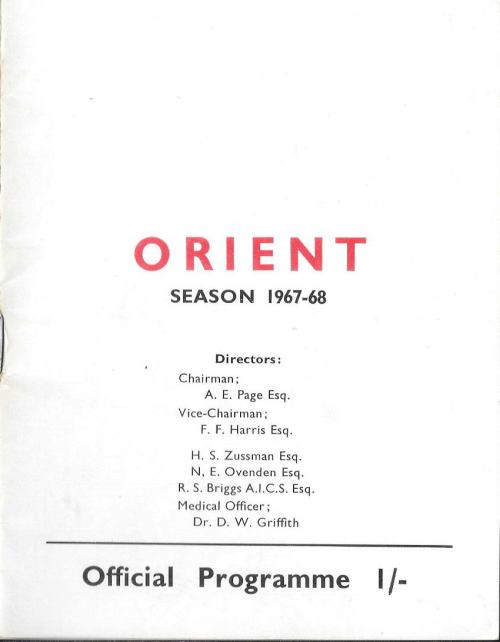 ORIENT
SEASON 1967-68
Directors:
Chairman;
A. E. Page Esq.
Vice-Chairman;
F. F. Harris Esq.
H. S. Zussman Esq.
N, E. Ovenden Esq.
R. S. Briggs A.I.C.S. Esq.
Medical Officer;
Dr. D. W. Griffith
Official Programme 1/-